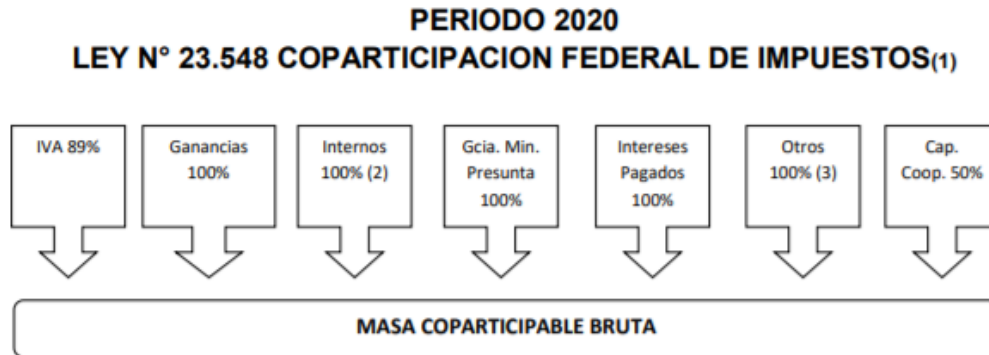 PERIODO 2020
LEY N° 23.548 COPARTICIPACION FEDERAL DE IMPUESTOS(1)
IVA 89%
Ganancias
100%
Internos
100% (2)
Gcia. Min.
Presunta
100%
Intereses
Pagados
100%
Otros
100% (3)
Cap.
Coop. 50%
MASA COPARTICIPABLE BRUTA